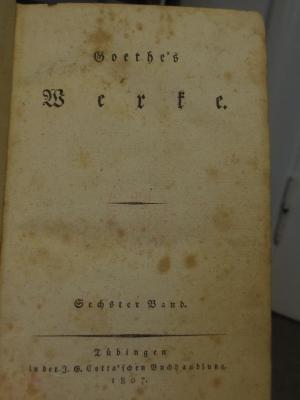 Goethe's
Werke.
Sechster Band.
Tübingen
in der J. G. Cotta'schen Buchhandlung.
1807.